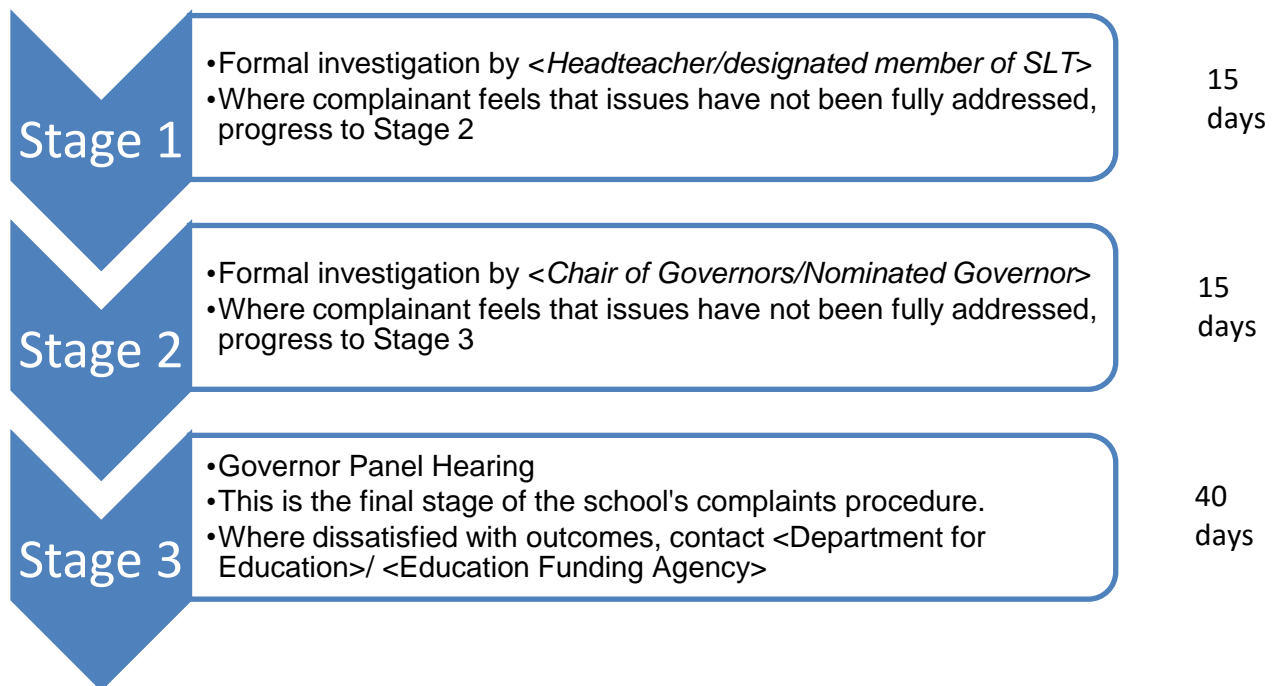 Stage 1
•Formal investigation by <Headteacher/designated member of SLT>
•Where complainant feels that issues have not been fully addressed,
progress to Stage 2
15
days
Stage 2
•Formal investigation by <Chair of Governors/Nominated Governor>
•Where complainant feels that issues have not been fully addressed,
progress to Stage 3
15
days
Stage 3
•Governor Panel Hearing
•This is the final stage of the school's complaints procedure.
•Where dissatisfied with outcomes, contact <Department for
Education>/ <Education Funding Agency>
40
days